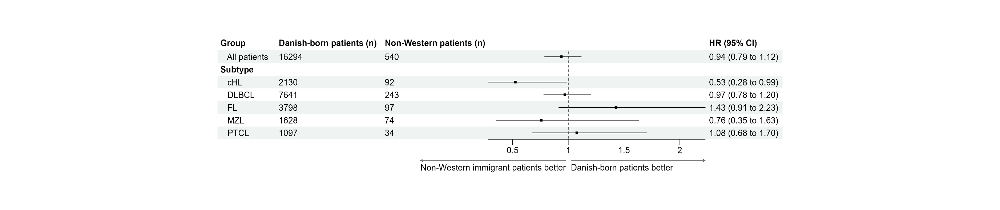 Group Danish-born patients (n) Non-Western patients (n) HR (95% CI)
All patients 16294 540 0.94 (0.79 to 1.12)
Subtype
cHL 2130 92 0.53 (0.28 to 0.99)
DLBCL 7641 243 0.97 (0.78 to 1.20)
FL 3798 97 1.43 (0.91 to 2.23)
MZL 1628 74 0.76 (0.35 to 1.63)
PTCL 1097 34 1.08 (0.68 to 1.70)
0.5 1 1.5 2
Non-Western immigrant patients better Danish-born patients better